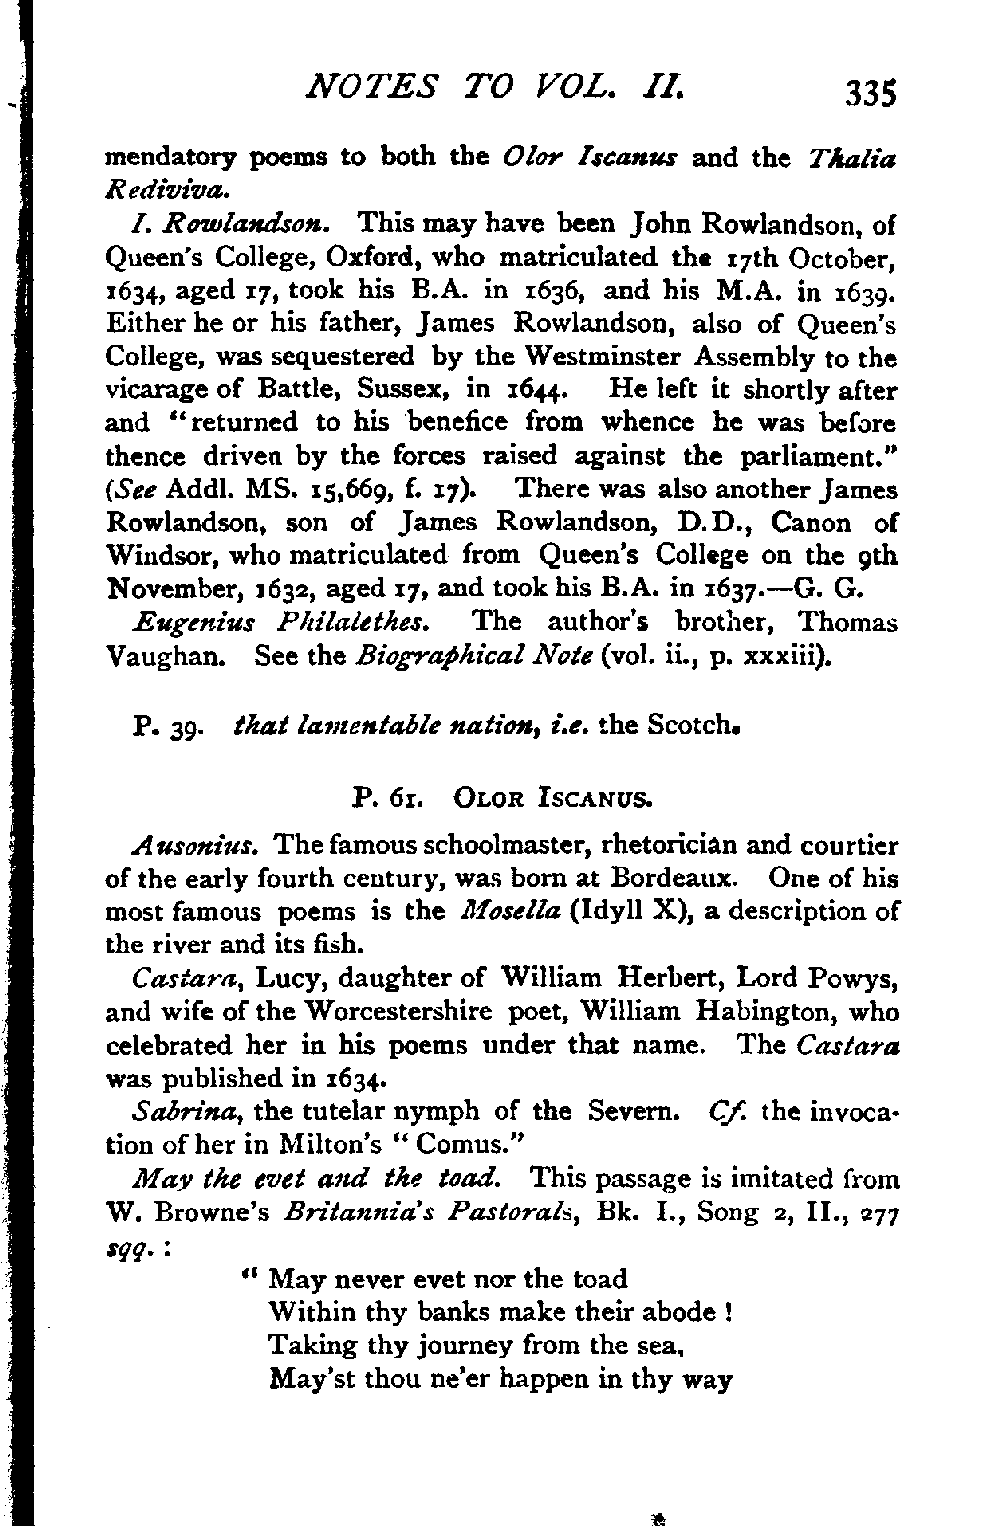 NOTES TO VOL. II. 335
mendatory poems to both the Olor Iscanus and the Thalia
Rediviva.
I. Rowlandson. This may have been John Rowlandson, of
Queen's College, Oxford, who matriculated the 17th October,
1634, aged 17, took his B.A. in 1636, and his M.A. in 1639.
Either he or his father, James Rowlandson, also of Queen's
College, was sequestered by the Westminster Assembly to the
vicarage of Battle, Sussex, in 1644. He left it shortly after
and "returned to his benefice from whence he was before
thence driven by the forces raised against the parliament."
(See Addl. MS. 15,669, f. 17). There was also another James
Rowlandson, son of James Rowlandson, D.D., Canon of
Windsor, who matriculated from Queen's College on the 9th
November, 1632, aged 17, and took his B.A. in 1637.—G. G.
Eugenius Philalethes. The author's brother, Thomas
Vaughan. See the Biographical Note (vol. ii., p. xxxiii).
P. 39. that lamentable nation, i.e. the Scotch.
P. 61. OLOR ISCANUS.
Ausonius. The famous schoolmaster, rhetorician and courtier
of the early fourth century, was born at Bordeaux. One of his
most famous poems is the Mosella (Idyll X), a description of
the river and its fish.
Castara, Lucy, daughter of William Herbert, Lord Powys,
and wife of the Worcestershire poet, William Habington, who
celebrated her in his poems under that name. The Castara
was published in 1634.
Sabrina, the tutelar nymph of the Severn. Cf. the invoca-
tion of her in Milton's "Comus."
May the evet and the toad. This passage is imitated from
W. Browne's Britannia's Pastorals, Bk. I., Song 2, II., 277
sqq. :
" May never evet nor the toad
Within thy banks make their abode !
Taking thy journey from the sea,
May'st thou ne'er happen in thy way